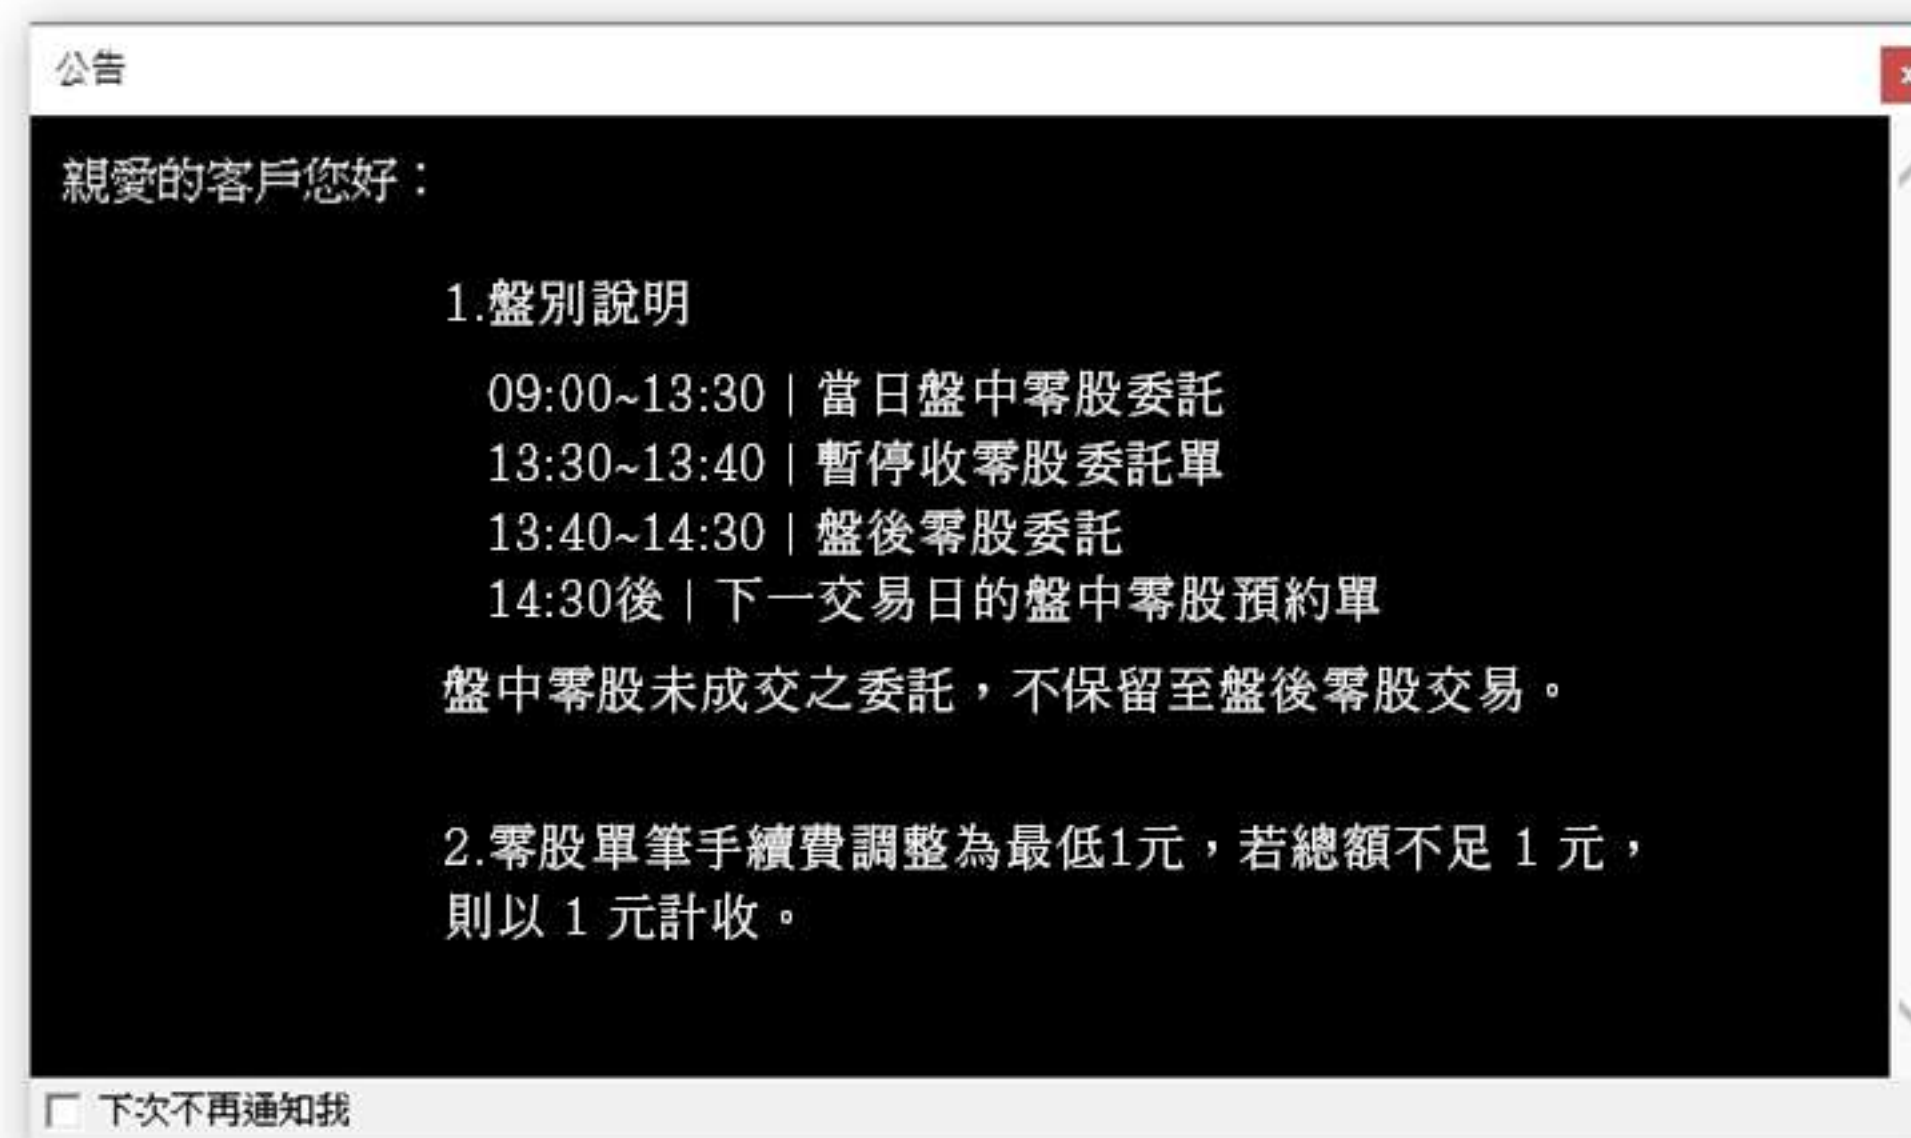 公告
親愛的客戶您好：
1.盤別說明
09:00~13:30 | 當日盤中零股委託
13:30~13:40 | 暫停收零股委託單
13:40~14:30 | 盤後零股委託
14:30後 | 下一交易日的盤中零股預約單
盤中零股未成交之委託，不保留至盤後零股交易。
2.零股單筆手續費調整為最低1元，若總額不足 1 元，
則以 1 元計收。
下次不再通知我